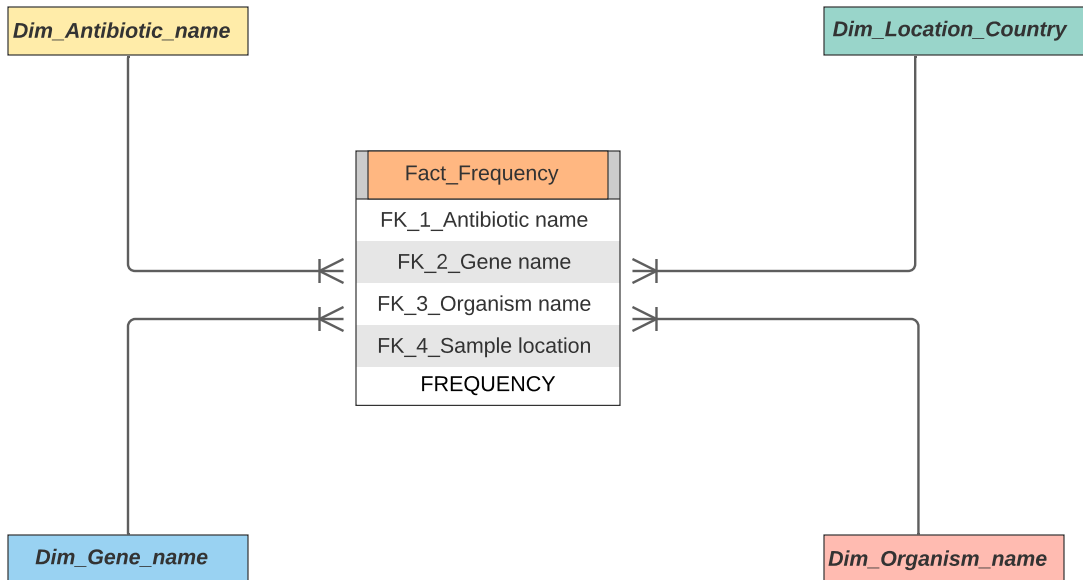 Dim_Antibiotic_name
Dim_Location_Country
Fact_Frequency
FK_1_Antibiotic name
FK_2_Gene name
FK_3_Organism name
FK_4_Sample location
FREQUENCY
Dim_Gene_name
Dim_Organism_name